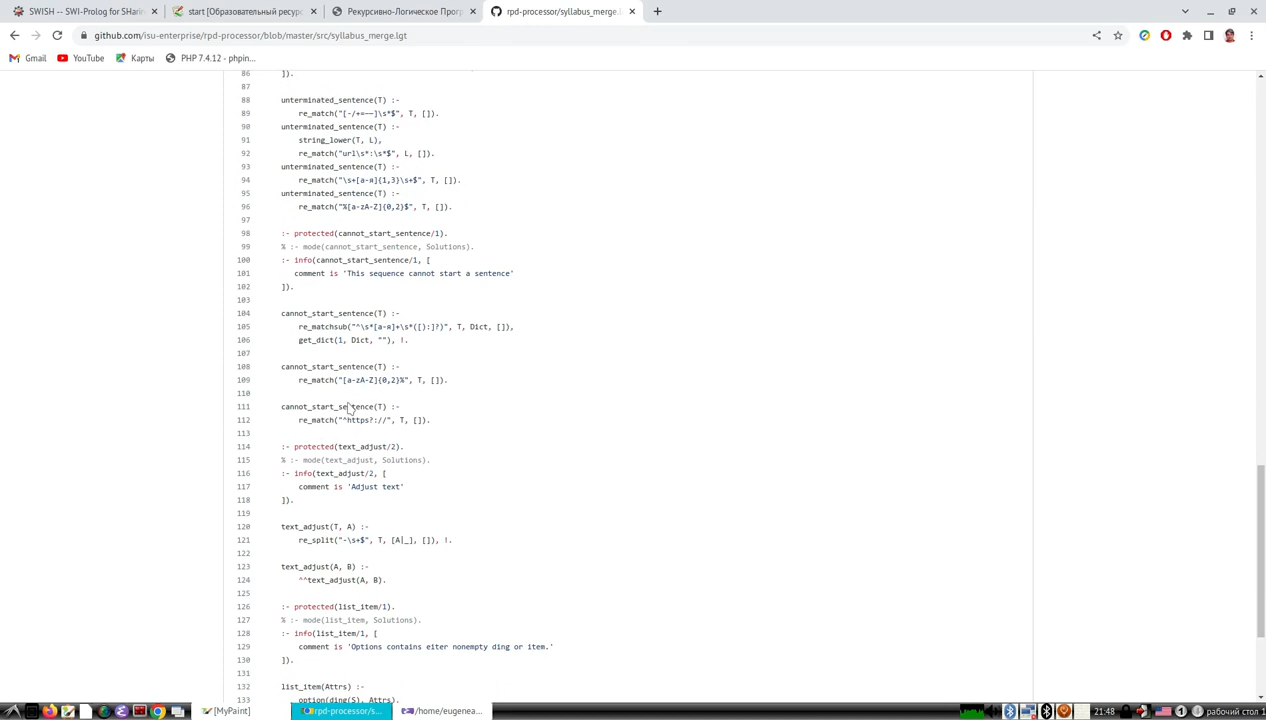 SWISH -- SWI-Prolog for SHarin
start [Образовательный ресурс
Рекурсивно-Логическое Прогр
rpd-processor/syllabus_merge.l
github.com/isu-enterprise/rpd-processor/blob/master/src/syllabus_merge.lgt
Gmail
YouTube
Карты
PHP 7.4.12 - phpin...
86 ]).
87
88 unterminated_sentence(T) :-
89 re_match("[-/+=~—]\s*$", T, []).
90 unterminated_sentence(T) :-
91 string_lower(T, L),
92 re_match("url\s*:\s*$", L, []).
93 unterminated_sentence(T) :-
94 re_match("\s+[а-я]{1,3}\s+$", T, []).
95 unterminated_sentence(T) :-
96 re_match("%[a-zA-Z]{0,2}$", T, []).
97
98 :- protected(cannot_start_sentence/1).
99 % :- mode(cannot_start_sentence, Solutions).
100 :- info(cannot_start_sentence/1, [
101 comment is 'This sequence cannot start a sentence'
102 ]).
103
104 cannot_start_sentence(T) :-
105 re_matchsub("^\s*[а-я]+\s*([):]?)", T, Dict, []),
106 get_dict(1, Dict, ""), !.
107
108 cannot_start_sentence(T) :-
109 re_match("[a-zA-Z]{0,2}%", T, []).
110
111 cannot_start_sentence(T) :-
112 re_match("^https?://", T, []).
113
114 :- protected(text_adjust/2).
115 % :- mode(text_adjust, Solutions).
116 :- info(text_adjust/2, [
117 comment is 'Adjust text'
118 ]).
119
120 text_adjust(T, A) :-
121 re_split("-\s+$", T, [A|_], []), !.
122
123 text_adjust(A, B) :-
124 ^^text_adjust(A, B).
125
126 :- protected(list_item/1).
127 % :- mode(list_item, Solutions).
128 :- info(list_item/1, [
129 comment is 'Options contains eiter nonempty ding or item.'
130 ]).
131
132 list_item(Attrs) :-
133 option(ding(S), Attrs).
[MyPaint]
rpd-processor/s...
/home/eugenea...
21:48
рабочий стол 1